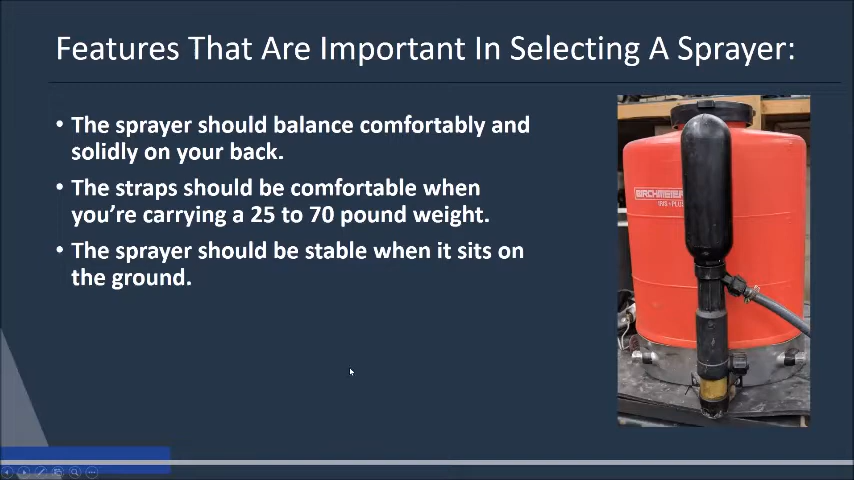 Features That Are Important In Selecting A Sprayer:
• The sprayer should balance comfortably and
solidly on your back.
• The straps should be comfortable when
you're carrying a 25 to 70 pound weight.
• The sprayer should be stable when it sits on
the ground.
BIRCHMEIER